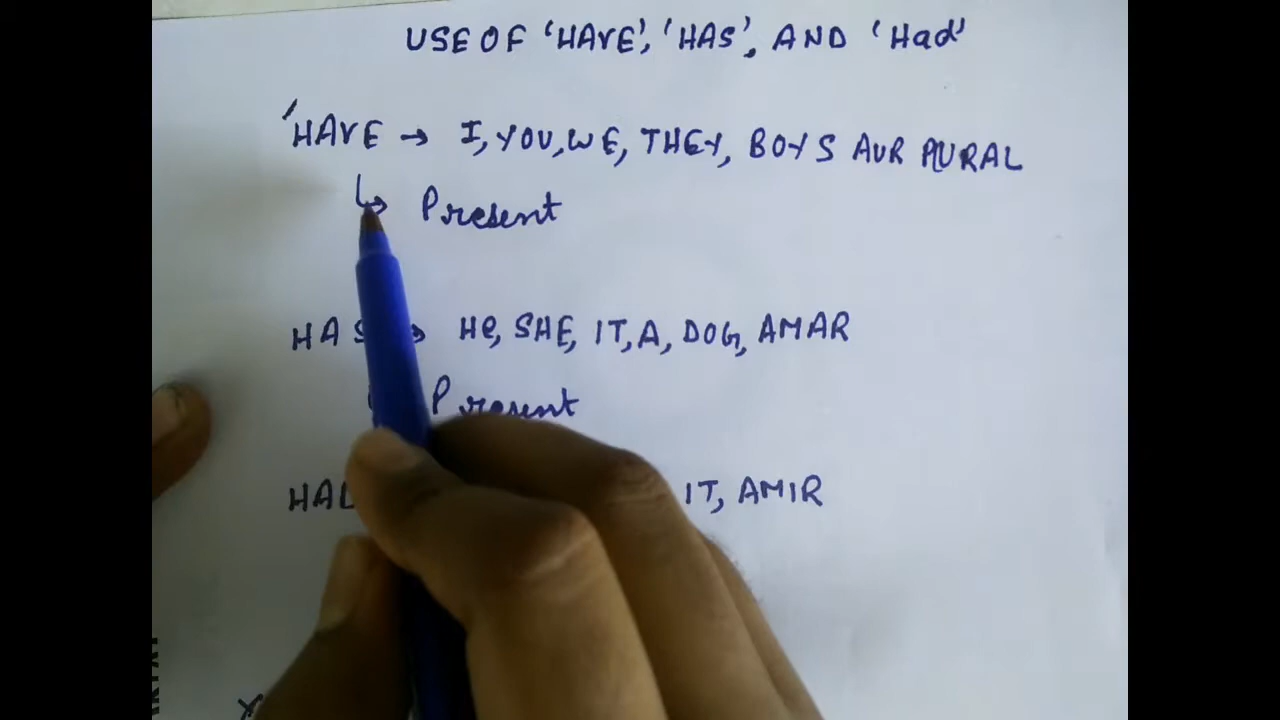 USE OF 'HAVE', 'HAS', AND 'Had'
'HAVE → I, YOU, WE, THEY, BOYS AUR PLURAL
↳ Present
HAS → He, SHE, IT, A, DOG, AMAR
Present
IT, AMIR